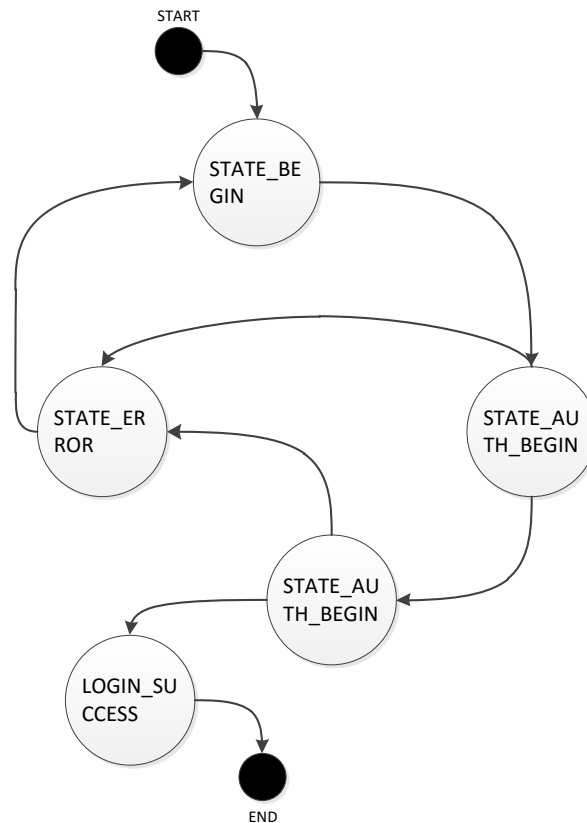 START
STATE_BE
GIN
STATE_ER
ROR
STATE_AU
TH_BEGIN
STATE_AU
TH_BEGIN
LOGIN_SU
CCESS
END